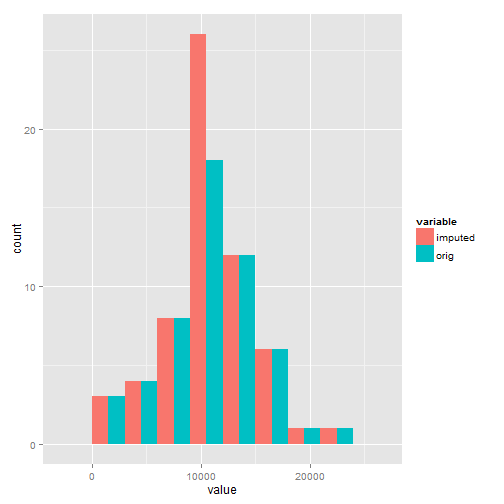 20
10
0
count
0
10000
20000
value
variable
imputed
orig